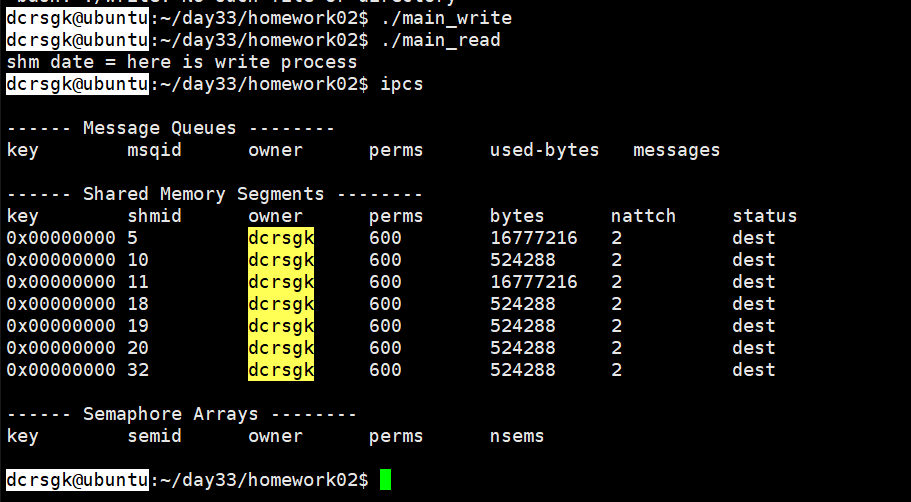 dcrsgk@ubuntu:~/day33/homework02$ ./main_write
dcrsgk@ubuntu:~/day33/homework02$ ./main_read
shm date = here is write process
dcrsgk@ubuntu:~/day33/homework02$ ipcs
------ Message Queues --------
key msqid owner perms used-bytes messages
------ Shared Memory Segments --------
key shmid owner perms bytes nattch status
0x00000000 5 dcrsgk 600 16777216 2 dest
0x00000000 10 dcrsgk 600 524288 2 dest
0x00000000 11 dcrsgk 600 16777216 2 dest
0x00000000 18 dcrsgk 600 524288 2 dest
0x00000000 19 dcrsgk 600 524288 2 dest
0x00000000 20 dcrsgk 600 524288 2 dest
0x00000000 32 dcrsgk 600 524288 2 dest
------ Semaphore Arrays --------
key semid owner perms nsems
dcrsgk@ubuntu:~/day33/homework02$